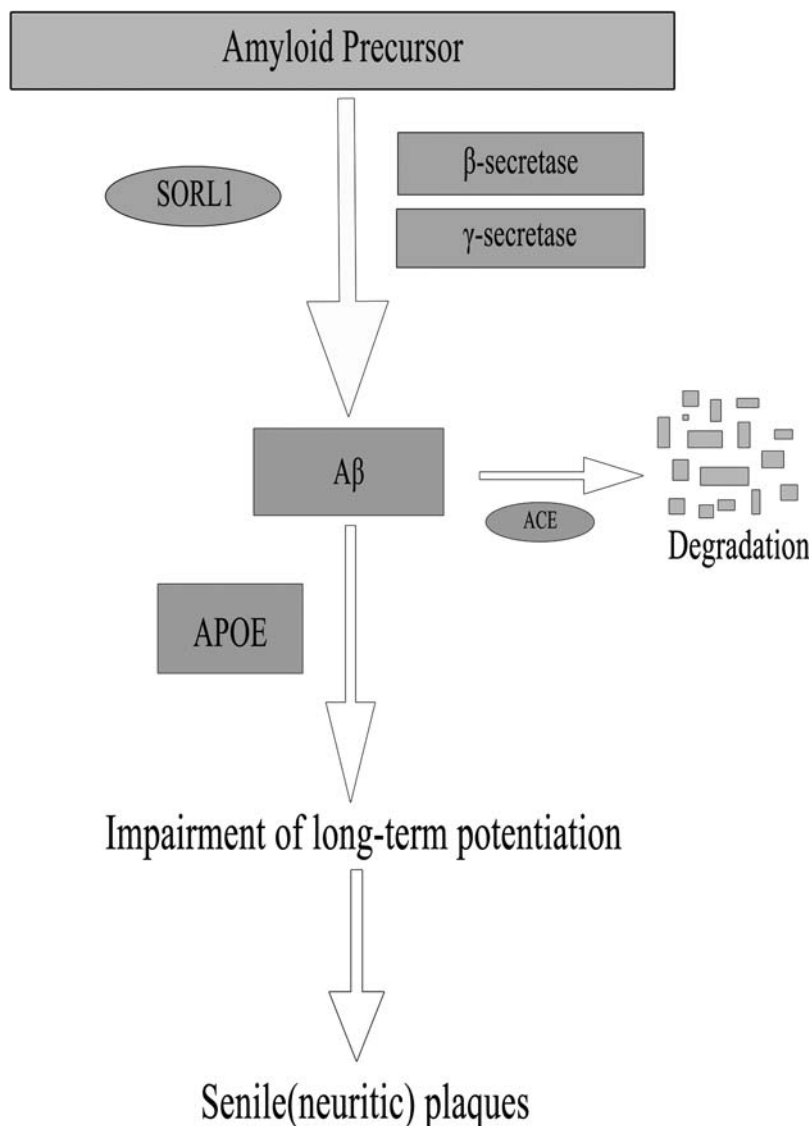 Amyloid Precursor
SORL1
β-secretase
γ-secretase
Aβ
ACE
Degradation
APOE
Impairment of long-term potentiation
Senile(neuritic) plaques